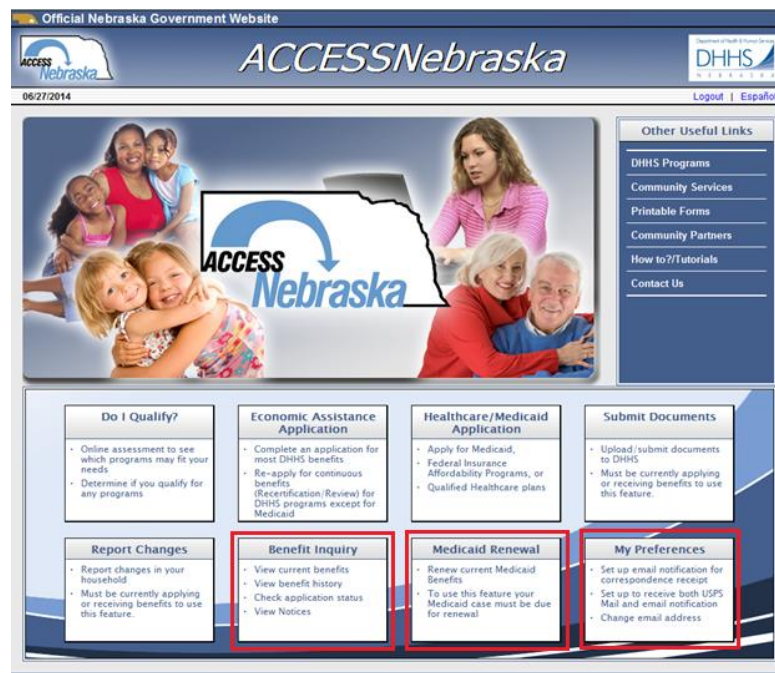 Official Nebraska Government Website
ACCESS
Nebraska
ACCESSNebraska
Department of Health & Human Services
DHHS
NEBRASKA
06/27/2014
Logout | Español
ACCESS
Nebraska
Other Useful Links
DHHS Programs
Community Services
Printable Forms
Community Partners
How to?/Tutorials
Contact Us
Do I Qualify?
· Online assessment to see
which programs may fit your
needs
· Determine if you qualify for
any programs
Economic Assistance
Application
· Complete an application for
most DHHS benefits
· Re-apply for continuous
benefits
(Recertification/Review) for
DHHS programs except for
Medicaid
Healthcare/Medicaid
Application
· Apply for Medicaid,
· Federal Insurance
Affordability Programs, or
· Qualified Healthcare plans
Submit Documents
· Upload/submit documents
to DHHS
· Must be currently applying
or receiving benefits to use
this feature.
Report Changes
· Report changes in your
household
· Must be currently applying
or receiving benefits to use
this feature.
Benefit Inquiry
· View current benefits
· View benefit history
· Check application status
· View Notices
Medicaid Renewal
· Renew current Medicaid
Benefits
· To use this feature your
Medicaid case must be due
for renewal
My Preferences
· Set up email notification for
correspondence receipt
· Set up to receive both USPS
Mail and email notification
· Change email address